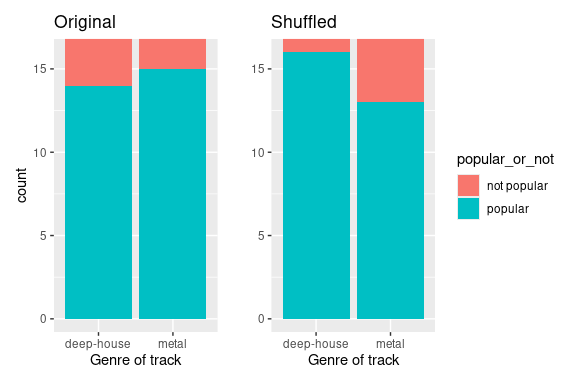 Original
Shuffled
count
15
10
5
0
deep-house
metal
Genre of track
15
10
5
0
deep-house
metal
Genre of track
popular_or_not
not popular
popular